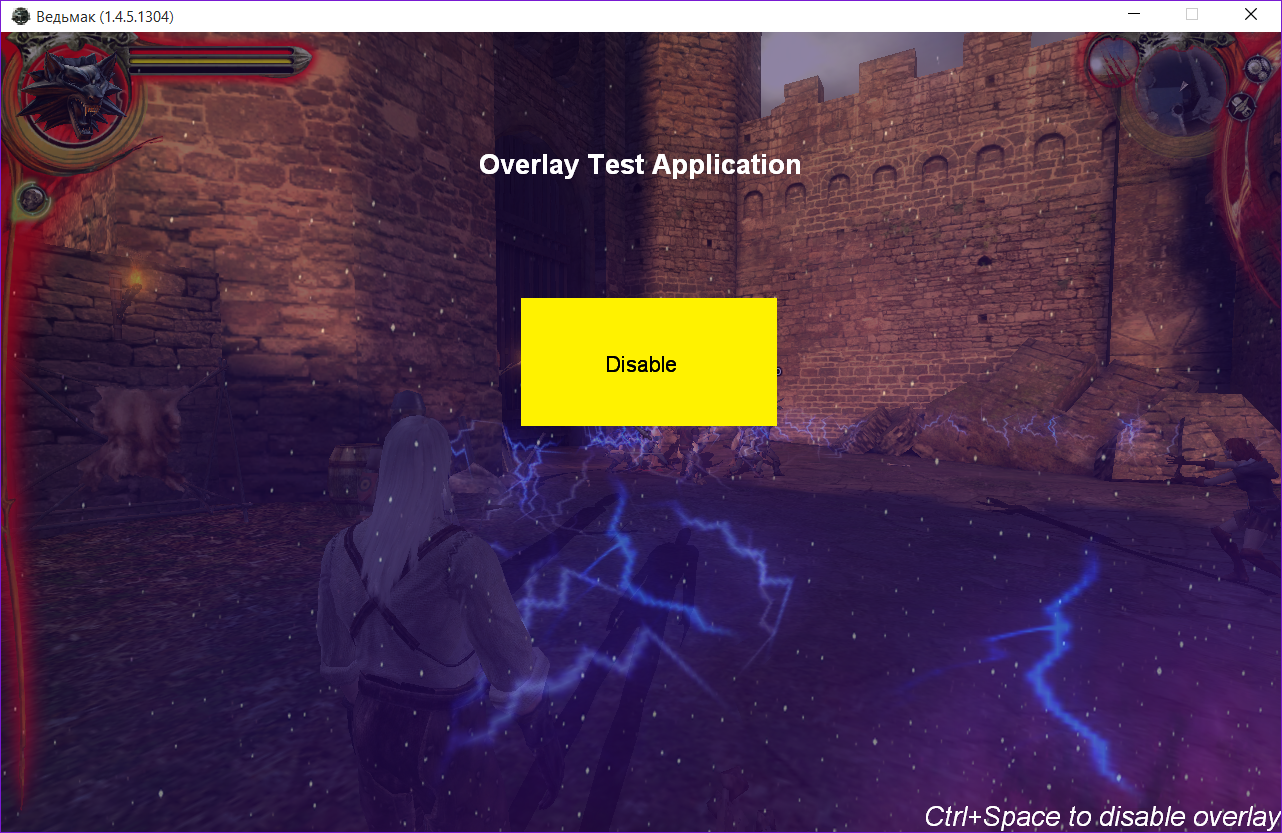 Ведьмак (1.4.5.1304)
Overlay Test Application
Disable
Ctrl+Space to disable overlay